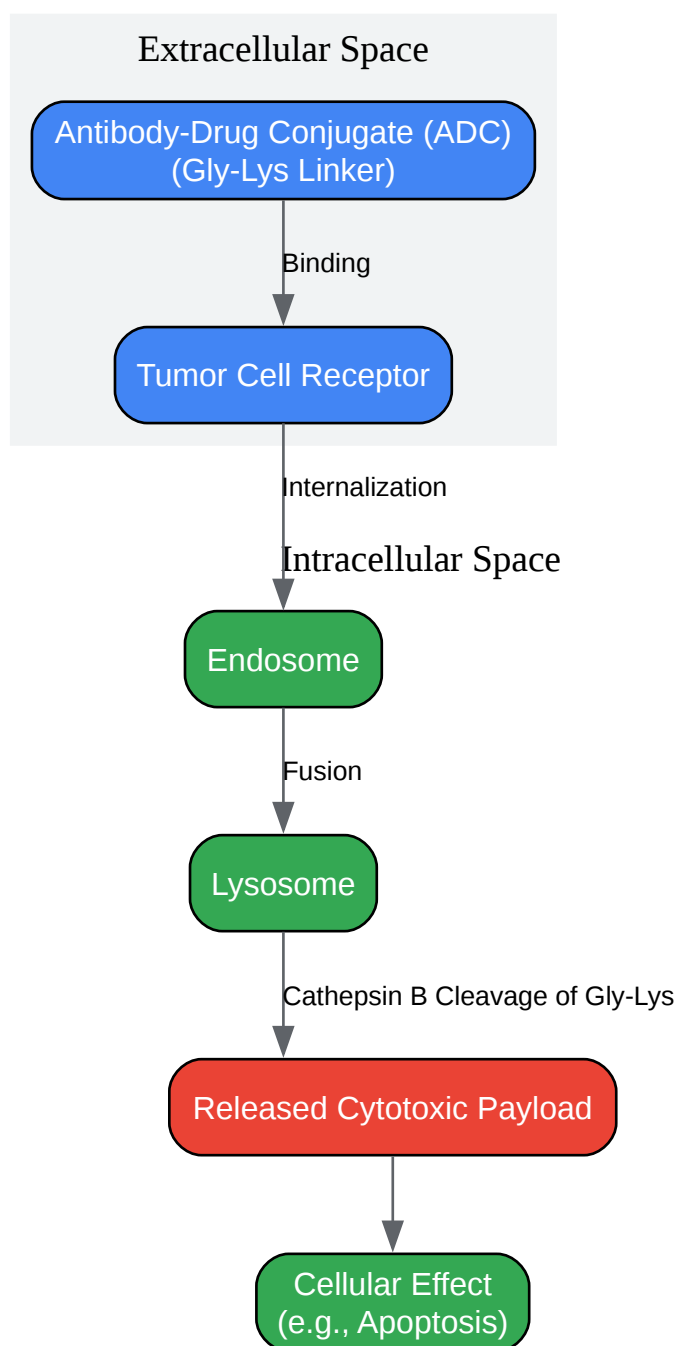 Extracellular Space
Antibody-Drug Conjugate (ADC)
(Gly-Lys Linker)
Binding
Tumor Cell Receptor
Internalization
Intracellular Space
Endosome
Fusion
Lysosome
Cathepsin B Cleavage of Gly-Lys
Released Cytotoxic Payload
Cellular Effect
(e.g., Apoptosis)